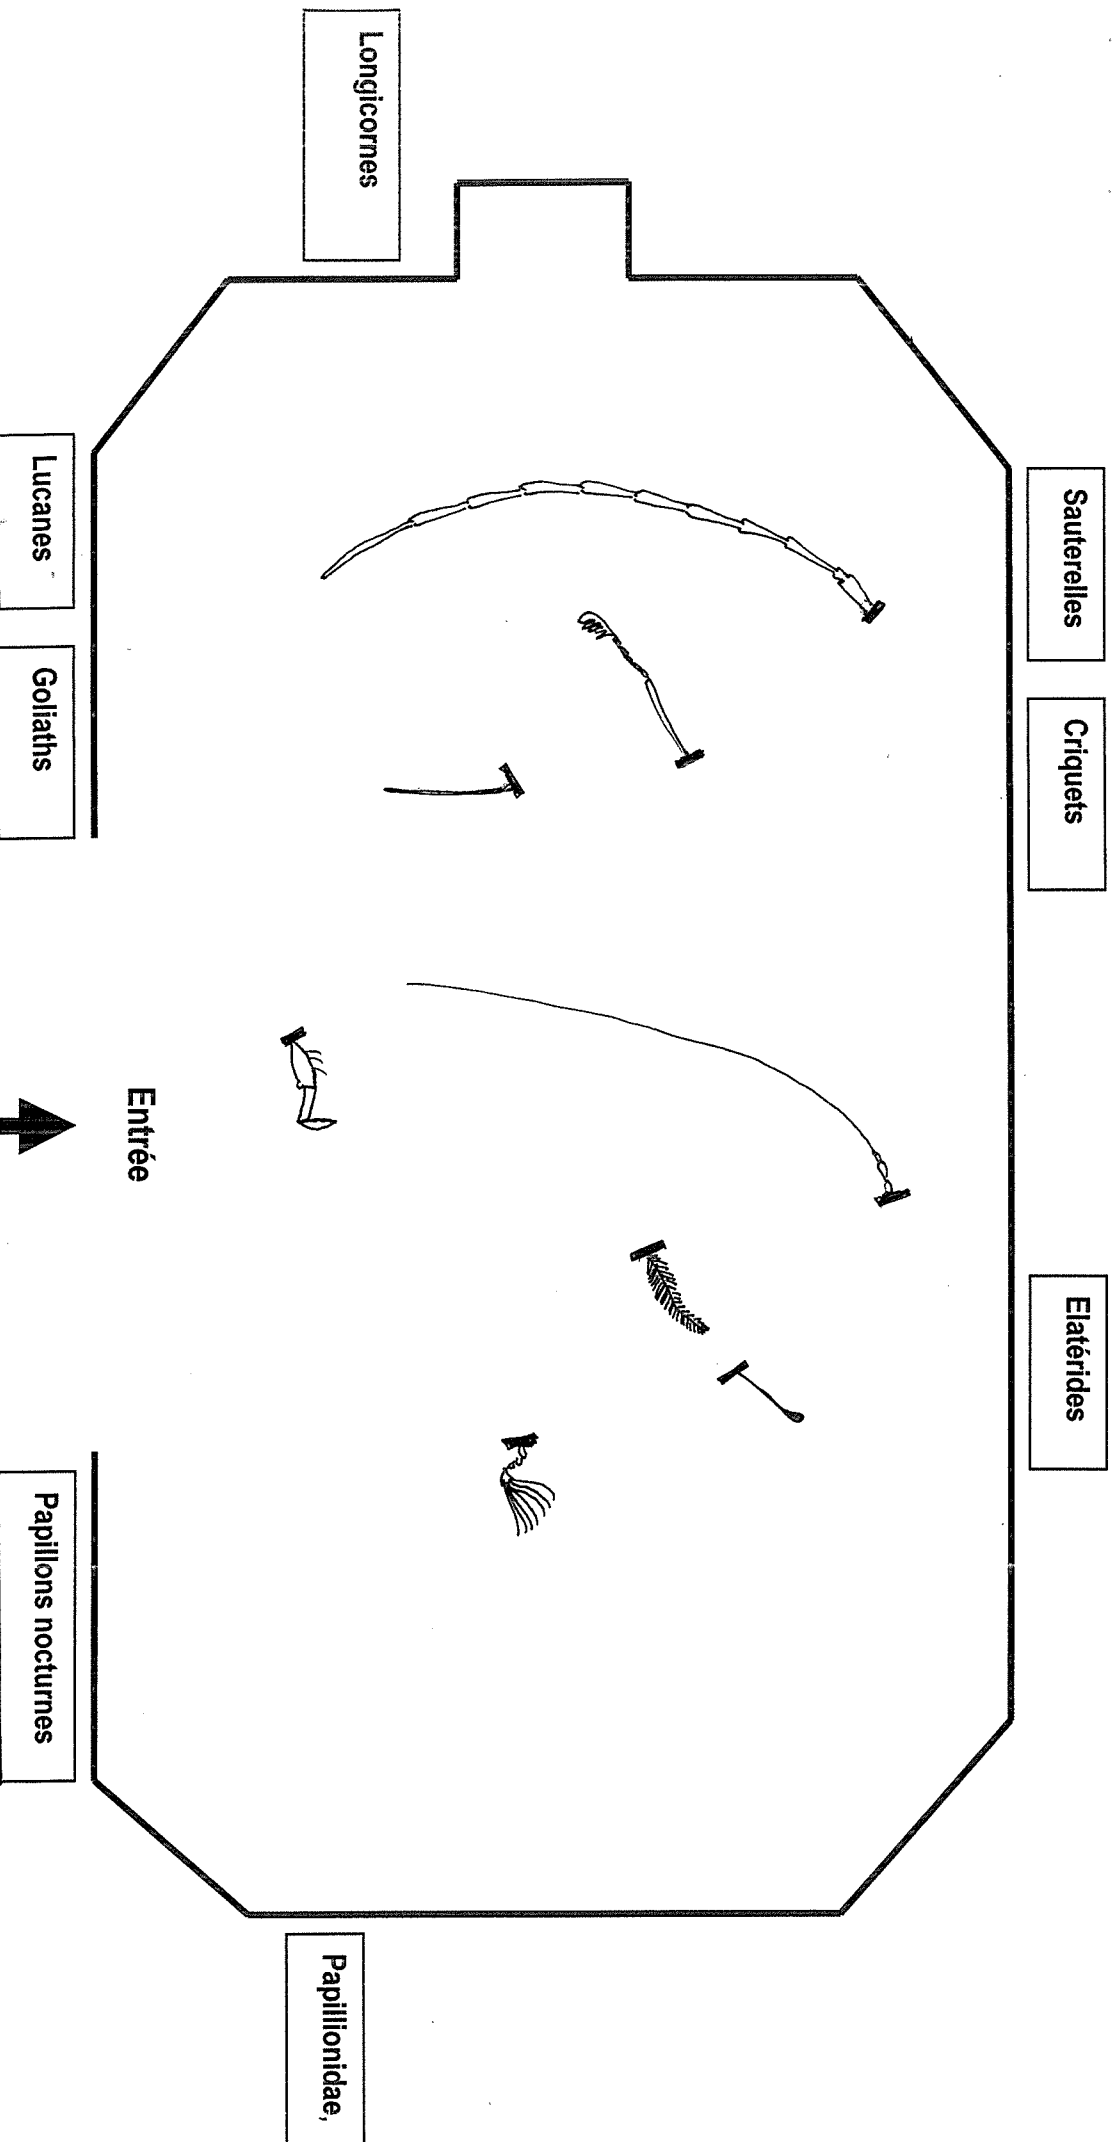 Longicornes
Sauterelles
Criquets
Elatérides
Lucanes
Goliaths
Entrée
Papillons nocturnes
Papillionidae,